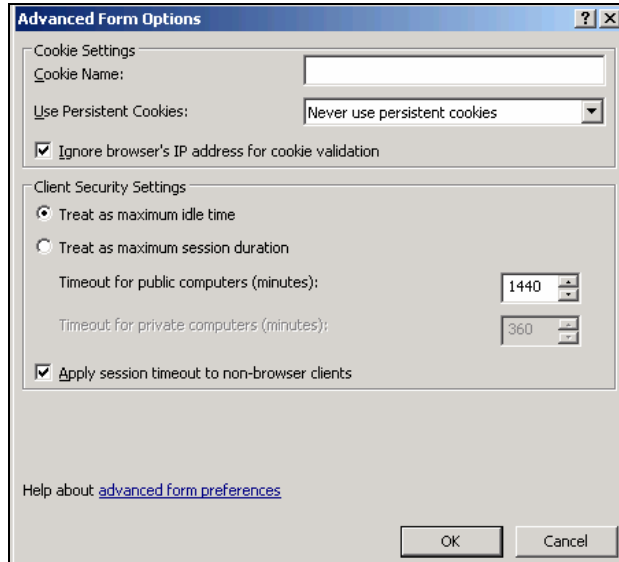 Advanced Form Options
Cookie Settings
Cookie Name:
Use Persistent Cookies:
Never use persistent cookies
Ignore browser's IP address for cookie validation
Client Security Settings
Treat as maximum idle time
Treat as maximum session duration
Timeout for public computers (minutes):
1440
Timeout for private computers (minutes):
360
Apply session timeout to non-browser clients
Help about advanced form preferences
OK
Cancel